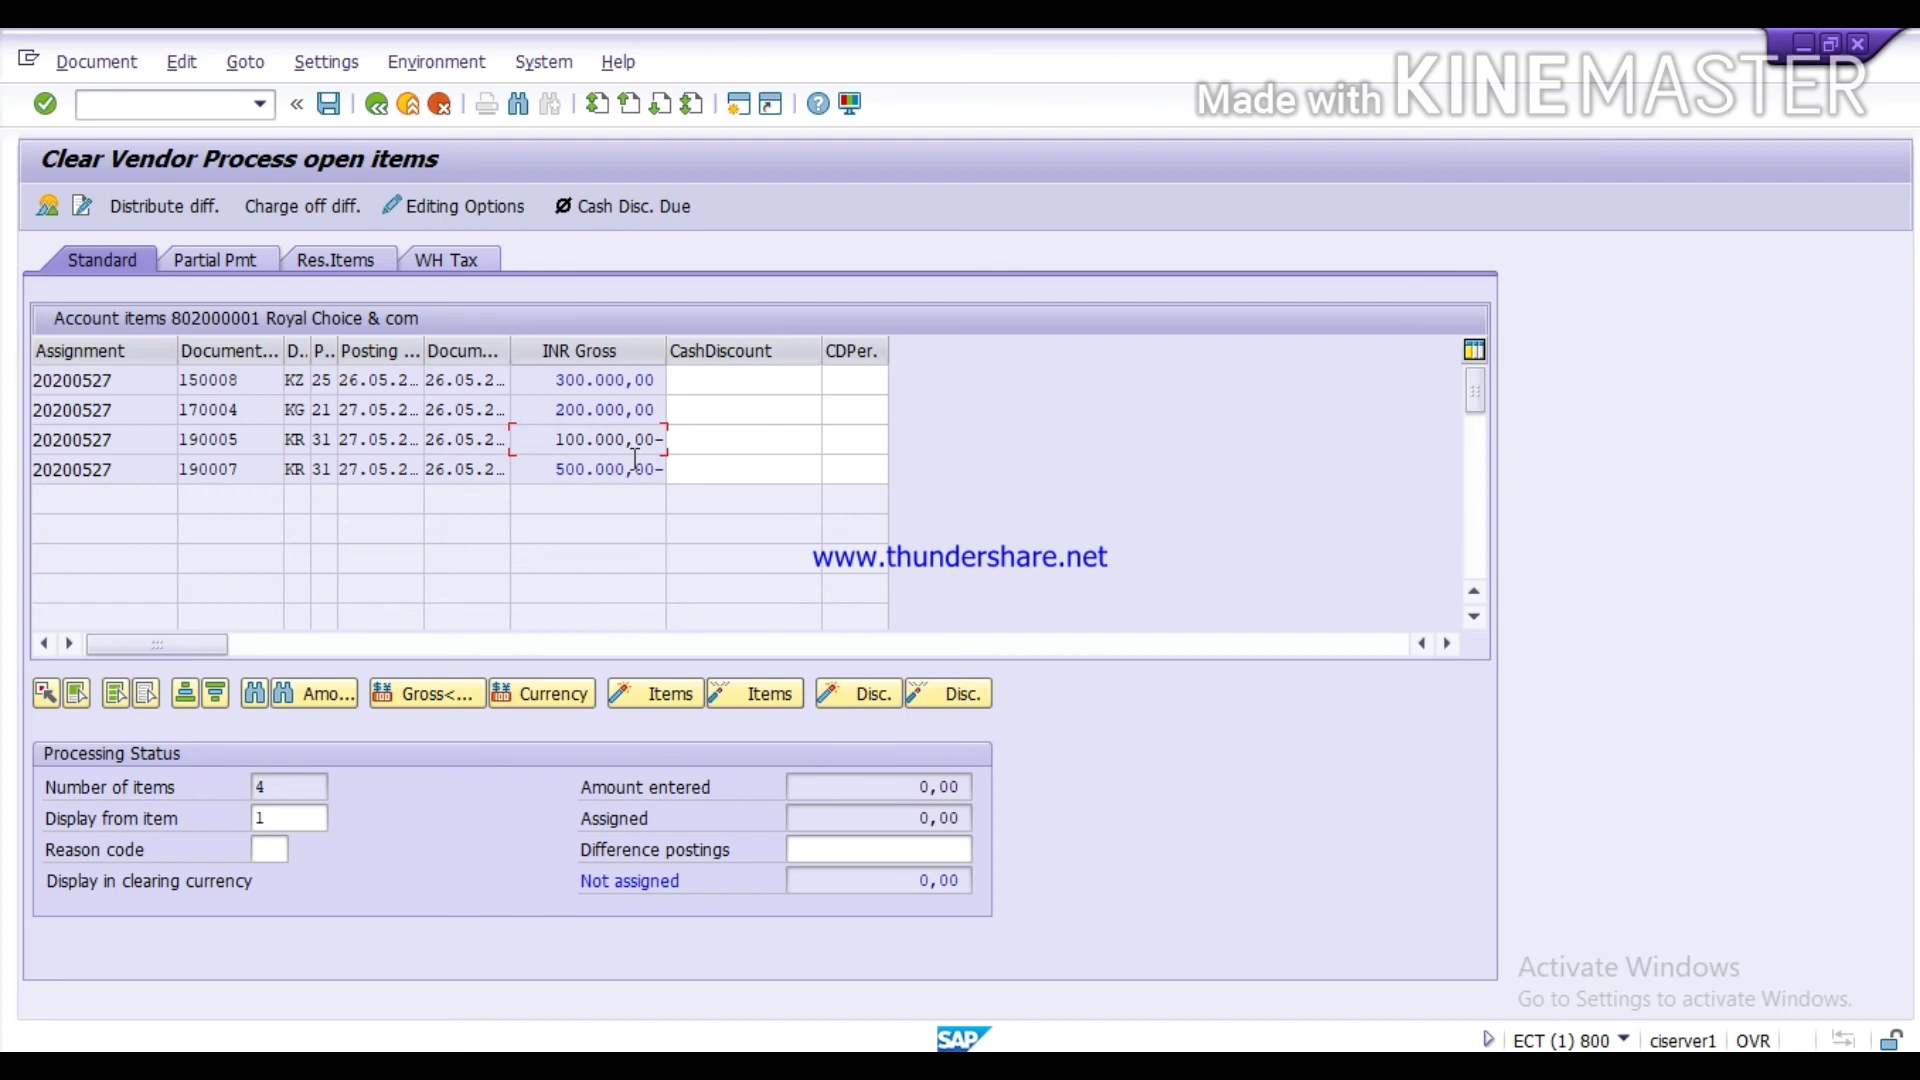 Document Edit Goto Settings Environment System Help
Made with KINEMASTER
Clear Vendor Process open items
Distribute diff. Charge off diff. Editing Options Cash Disc. Due
Standard Partial Pmt Res.Items WH Tax
Account items 802000001 Royal Choice & com
Assignment Document... D.. P.. Posting ... Docum... INR Gross CashDiscount CDPer.
20200527 150008 KZ 25 26.05.2... 26.05.2... 300.000,00
20200527 170004 KG 21 27.05.2... 26.05.2... 200.000,00
20200527 190005 KR 31 27.05.2... 26.05.2... 100.000,00-
20200527 190007 KR 31 27.05.2... 26.05.2... 500.000,00-
www.thundershare.net
Amo... Gross<... Currency Items Items Disc. Disc.
Processing Status
Number of items 4 Amount entered 0,00
Display from item 1 Assigned 0,00
Reason code Difference postings
Display in clearing currency Not assigned 0,00
Activate Windows
Go to Settings to activate Windows.
SAP ECT (1) 800 ciserver1 OVR